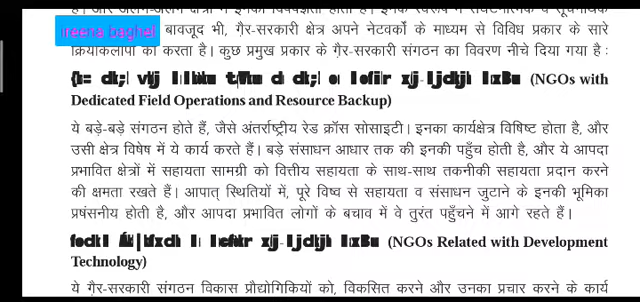 ireena baghel बावजूद भी, गै़र-सरकारी क्षेत्र अपने नेटवर्कों के माध्यम से विविध प्रकार के सारे
क्रियाकलापों को करता है। कुछ प्रमुख प्रकार के गै़र-सरकारी संगठन का विवरण नीचे दिया गया है :
(NGOs with
Dedicated Field Operations and Resource Backup)
ये बड़े-बड़े संगठन होते हैं, जैसे अंतर्राष्ट्रीय रेड क्रॉस सोसाइटी। इनका कार्यक्षेत्र विषिष्ट होता है, और
उसी क्षेत्र विषेष में ये कार्य करते हैं। बड़े संसाधन आधार तक की इनकी पहुँच होती है, और ये आपदा
प्रभावित क्षेत्रों में सहायता सामग्री को वित्तीय सहायता के साथ-साथ तकनीकी सहायता प्रदान करने
की क्षमता रखते हैं। आपात् स्थितियों में, पूरे विष्व से सहायता व संसाधन जुटाने के इनकी भूमिका
प्रषंसनीय होती है, और आपदा प्रभावित लोगों के बचाव में वे तुरंत पहुँचने में आगे रहते हैं।
(NGOs Related with Development
Technology)
ये गै़र-सरकारी संगठन विकास प्रौद्योगिकियों को, विकसित करने और उनका प्रचार करने के कार्य